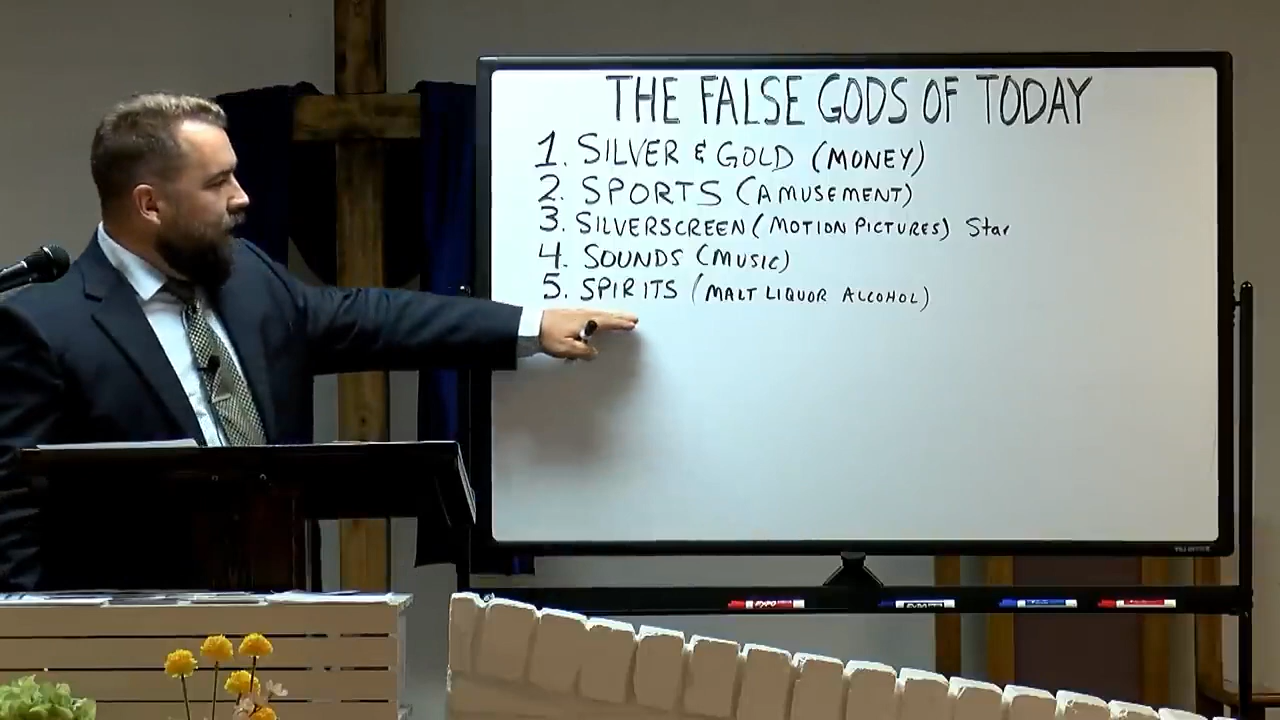 THE FALSE GODS OF TODAY
1. SILVER & GOLD (MONEY)
2. SPORTS (AMUSEMENT)
3. SILVERSCREEN (MOTION PICTURES) Star
4. SOUNDS (MUSIC)
5. SPIRITS (MALT LIQUOR ALCOHOL)
EXPO